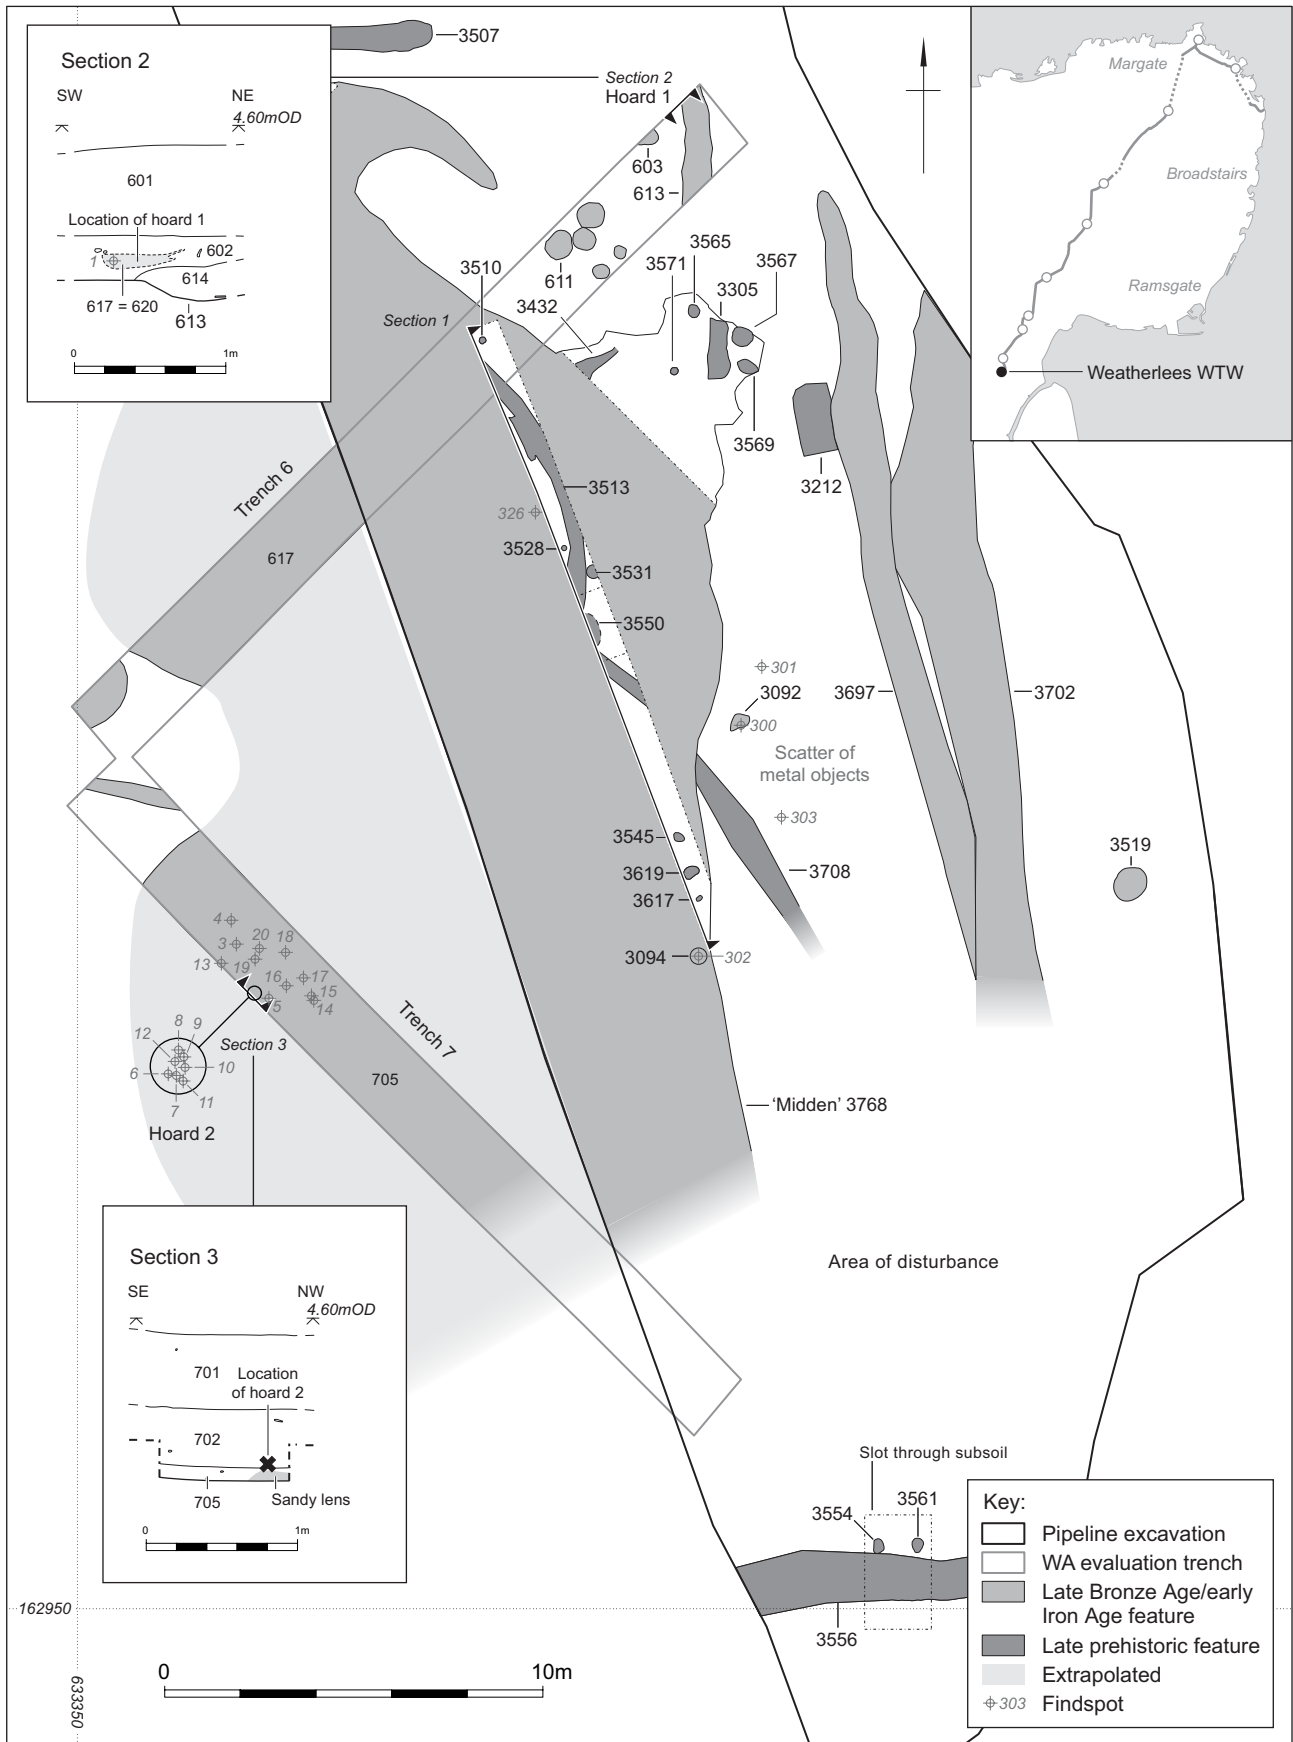 Section 2
SW
NE
4.60mOD
601
Location of hoard 1
1
602
614
617 = 620
613
0
1m
3507
Section 2
Hoard 1
603
613
611
3510
3432
3571
3565
3305
3567
3569
3212
Section 1
Margate
Broadstairs
Ramsgate
Weatherlees WTW
Trench 6
617
3513
326
3528
3531
3550
301
3092
300
Scatter of
metal objects
303
3697
3702
3545
3619
3617
3708
3094
302
3519
4
3
20
18
13
19
16
17
15
5
14
Section 3
12
8
9
6
10
7
11
Hoard 2
Trench 7
705
‘Midden’ 3768
Area of disturbance
Section 3
SE
NW
4.60mOD
701
Location
of hoard 2
702
705
Sandy lens
0
1m
Slot through subsoil
3554
3561
3556
162950
633350
0
10m
Key:
Pipeline excavation
WA evaluation trench
Late Bronze Age/early
Iron Age feature
Late prehistoric feature
Extrapolated
303 Findspot